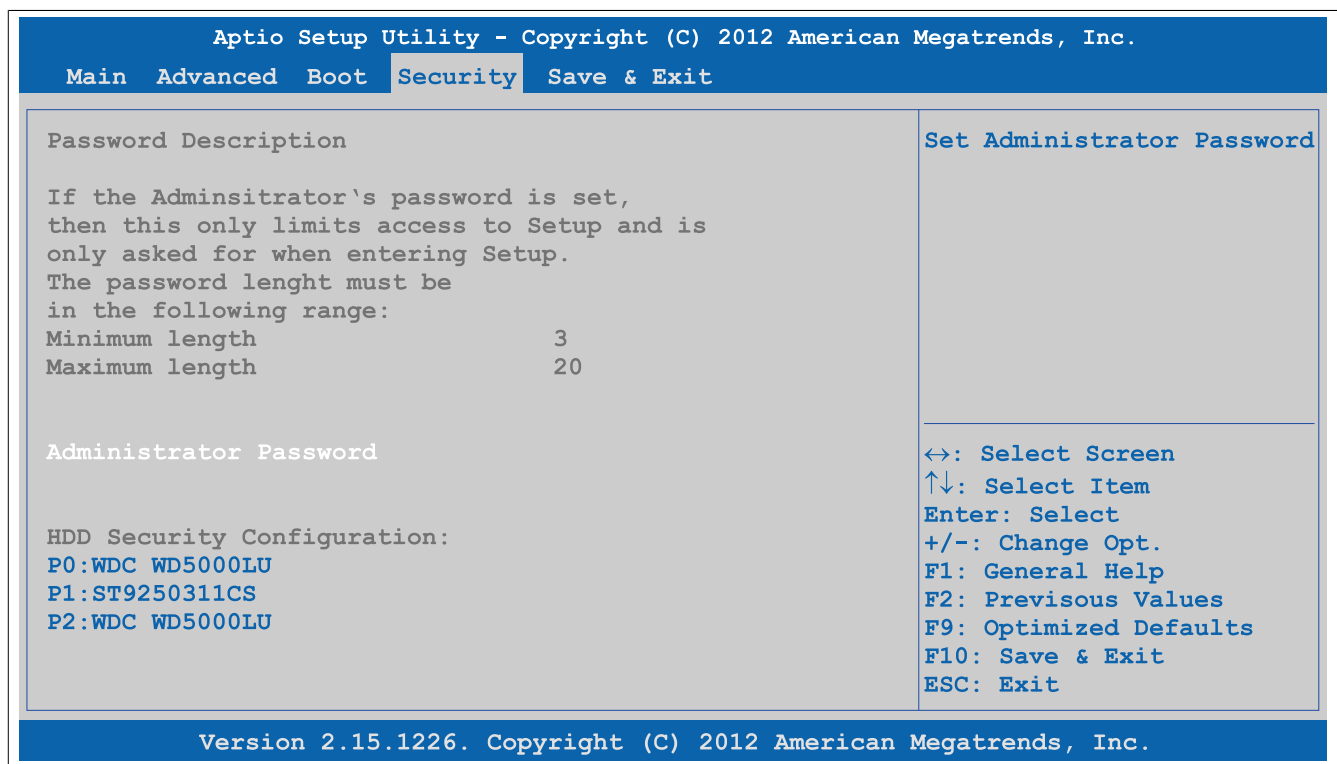 Aptio Setup Utility - Copyright (C) 2012 American Megatrends, Inc.
Main Advanced Boot Security Save & Exit
Password Description
If the Adminsitrator‵s password is set,
then this only limits access to Setup and is
only asked for when entering Setup.
The password lenght must be
in the following range:
Minimum length 3
Maximum length 20
Administrator Password
HDD Security Configuration:
P0:WDC WD5000LU
P1:ST9250311CS
P2:WDC WD5000LU
Set Administrator Password
↔: Select Screen
↑↓: Select Item
Enter: Select
+/-: Change Opt.
F1: General Help
F2: Previsous Values
F9: Optimized Defaults
F10: Save & Exit
ESC: Exit
Version 2.15.1226. Copyright (C) 2012 American Megatrends, Inc.